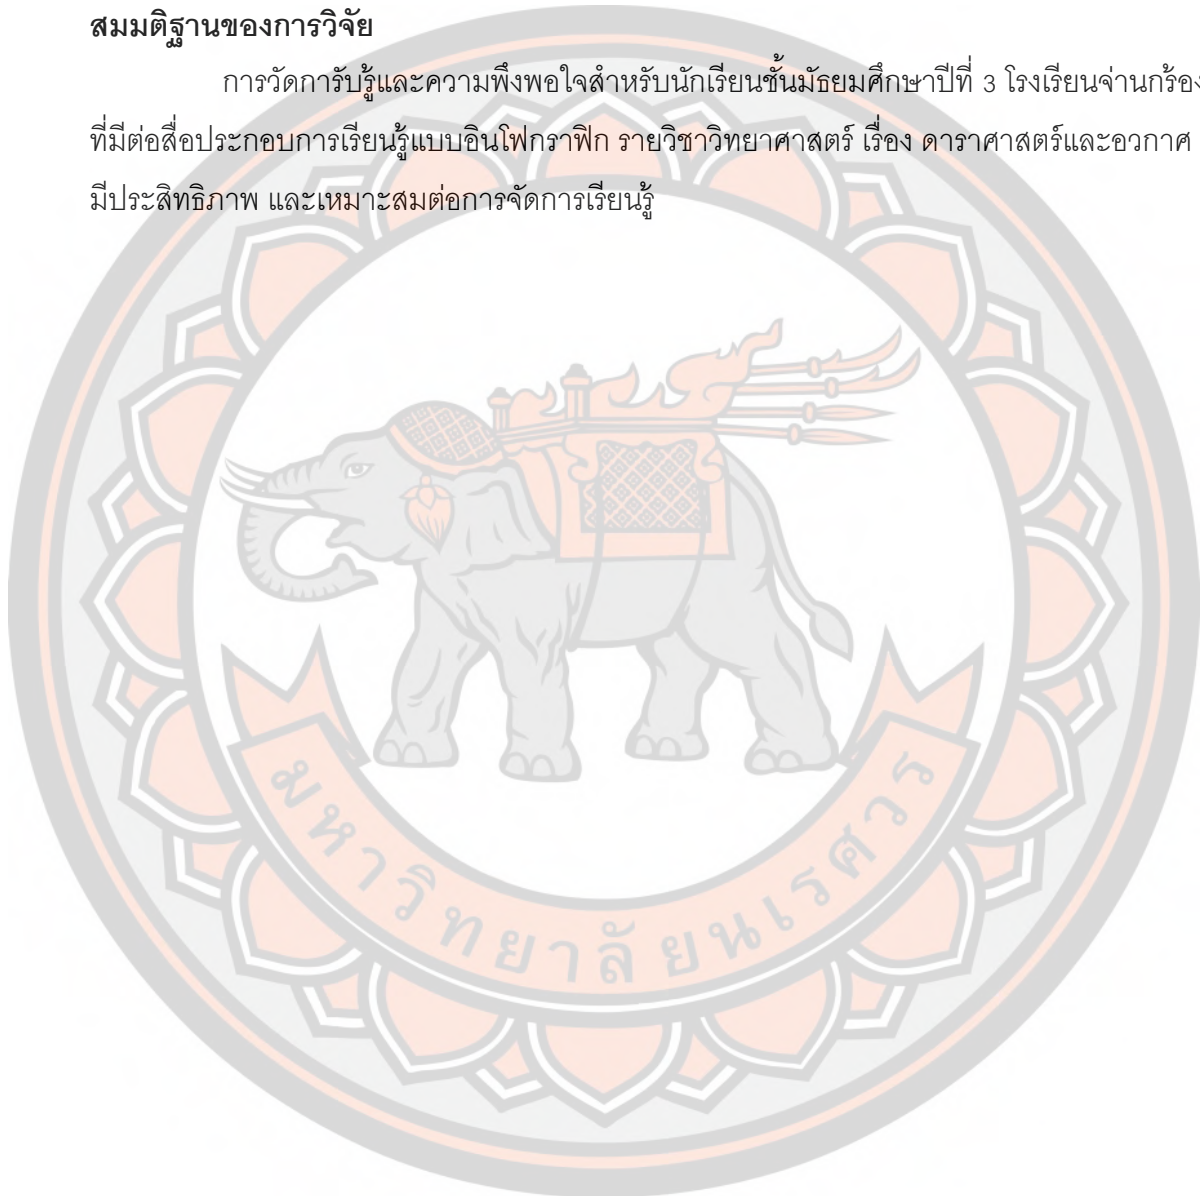 สมมติฐานของการวิจัย
การวัดการับรู้และความพึงพอใจสำหรับนักเรียนชั้นมัธยมศึกษาปีที่ 3 โรงเรียนจ่านกร้อง
ที่มีต่อสื่อประกอบการเรียนรู้แบบอินโฟกราฟิก รายวิชาวิทยาศาสตร์ เรื่อง ดาราศาสตร์และอวกาศ
มีประสิทธิภาพ และเหมาะสมต่อการจัดการเรียนรู้
มหาวิทยาลัยนเรศวร